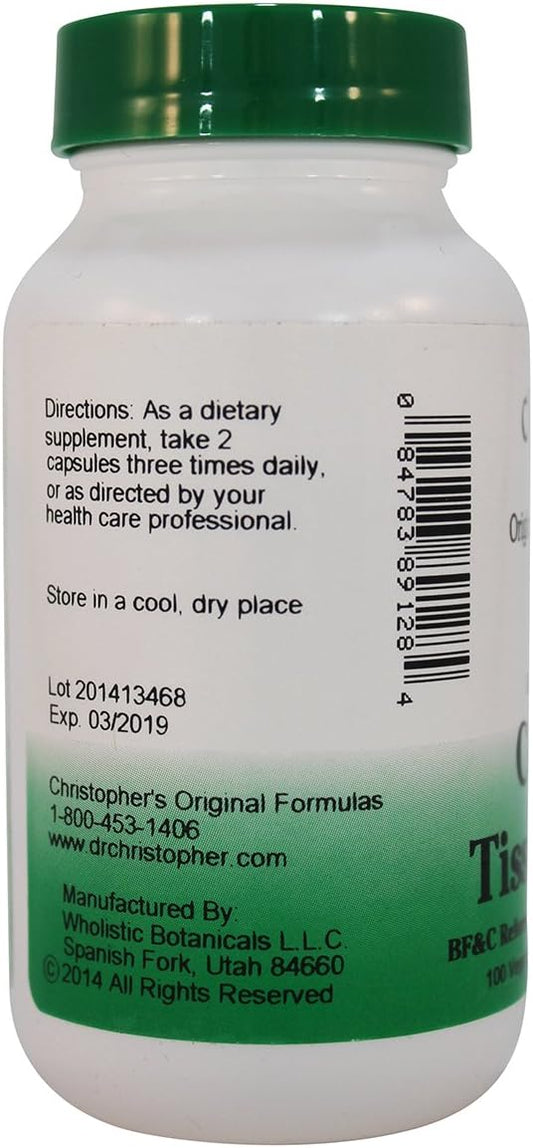 Directions: As a dietary
supplement, take 2
capsules three times daily,
or as directed by your
health care professional.
Store in a cool, dry place
Lot 201413468
Exp. 03/2019
Christopher's Original Formulas
1-800-453-1406
www.drchristopher.com
Manufactured By:
Wholistic Botanicals L.L.C.
Spanish Fork, Utah 84660
©2014 All Rights Reserved
0 84783 89128 4
BF&C
100